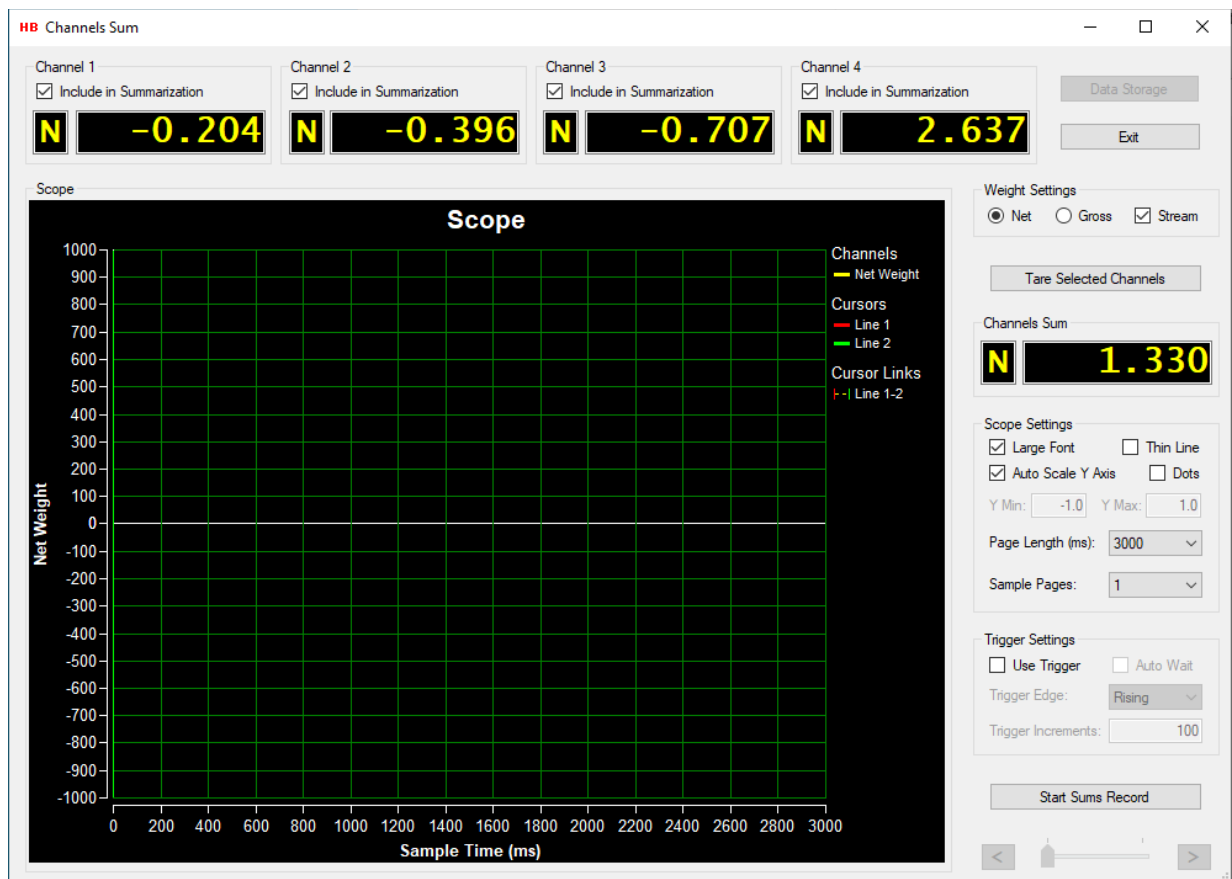 HB Channels Sum
Channel 1
Include in Summarization
N -0.204
Channel 2
Include in Summarization
N -0.396
Channel 3
Include in Summarization
N -0.707
Channel 4
Include in Summarization
N 2.637
Data Storage
Exit
Scope
Scope
1000
900
800
700
600
500
400
300
200
100
0
-100
-200
-300
-400
-500
-600
-700
-800
-900
-1000
Net Weight
0 200 400 600 800 1000 1200 1400 1600 1800 2000 2200 2400 2600 2800 3000
Sample Time (ms)
Channels
Net Weight
Cursors
Line 1
Line 2
Cursor Links
Line 1-2
Weight Settings
Net Gross Stream
Tare Selected Channels
Channels Sum
N 1.330
Scope Settings
Large Font Thin Line
Auto Scale Y Axis Dots
Y Min: -1.0 Y Max: 1.0
Page Length (ms): 3000
Sample Pages: 1
Trigger Settings
Use Trigger Auto Wait
Trigger Edge: Rising
Trigger Increments: 100
Start Sums Record
< >